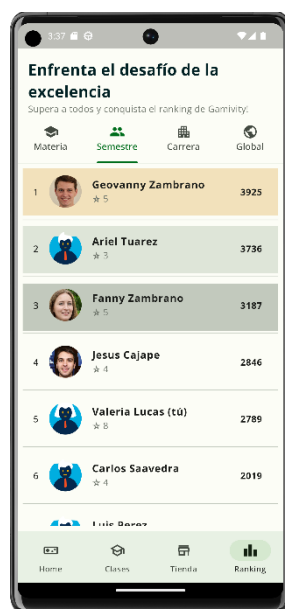 3:37
Enfrenta el desafío de la
excelencia
Supera a todos y conquista el ranking de Gamivity!
Materia Semestre Carrera Global
1 Geovanny Zambrano 3925
☆ 5
2 Ariel Tuarez 3736
☆ 3
3 Fanny Zambrano 3187
☆ 5
4 Jesus Cajape 2846
☆ 4
5 Valeria Lucas (tú) 2789
☆ 8
6 Carlos Saavedra 2019
☆ 4
Luis Perez
Home Clases Tienda Ranking